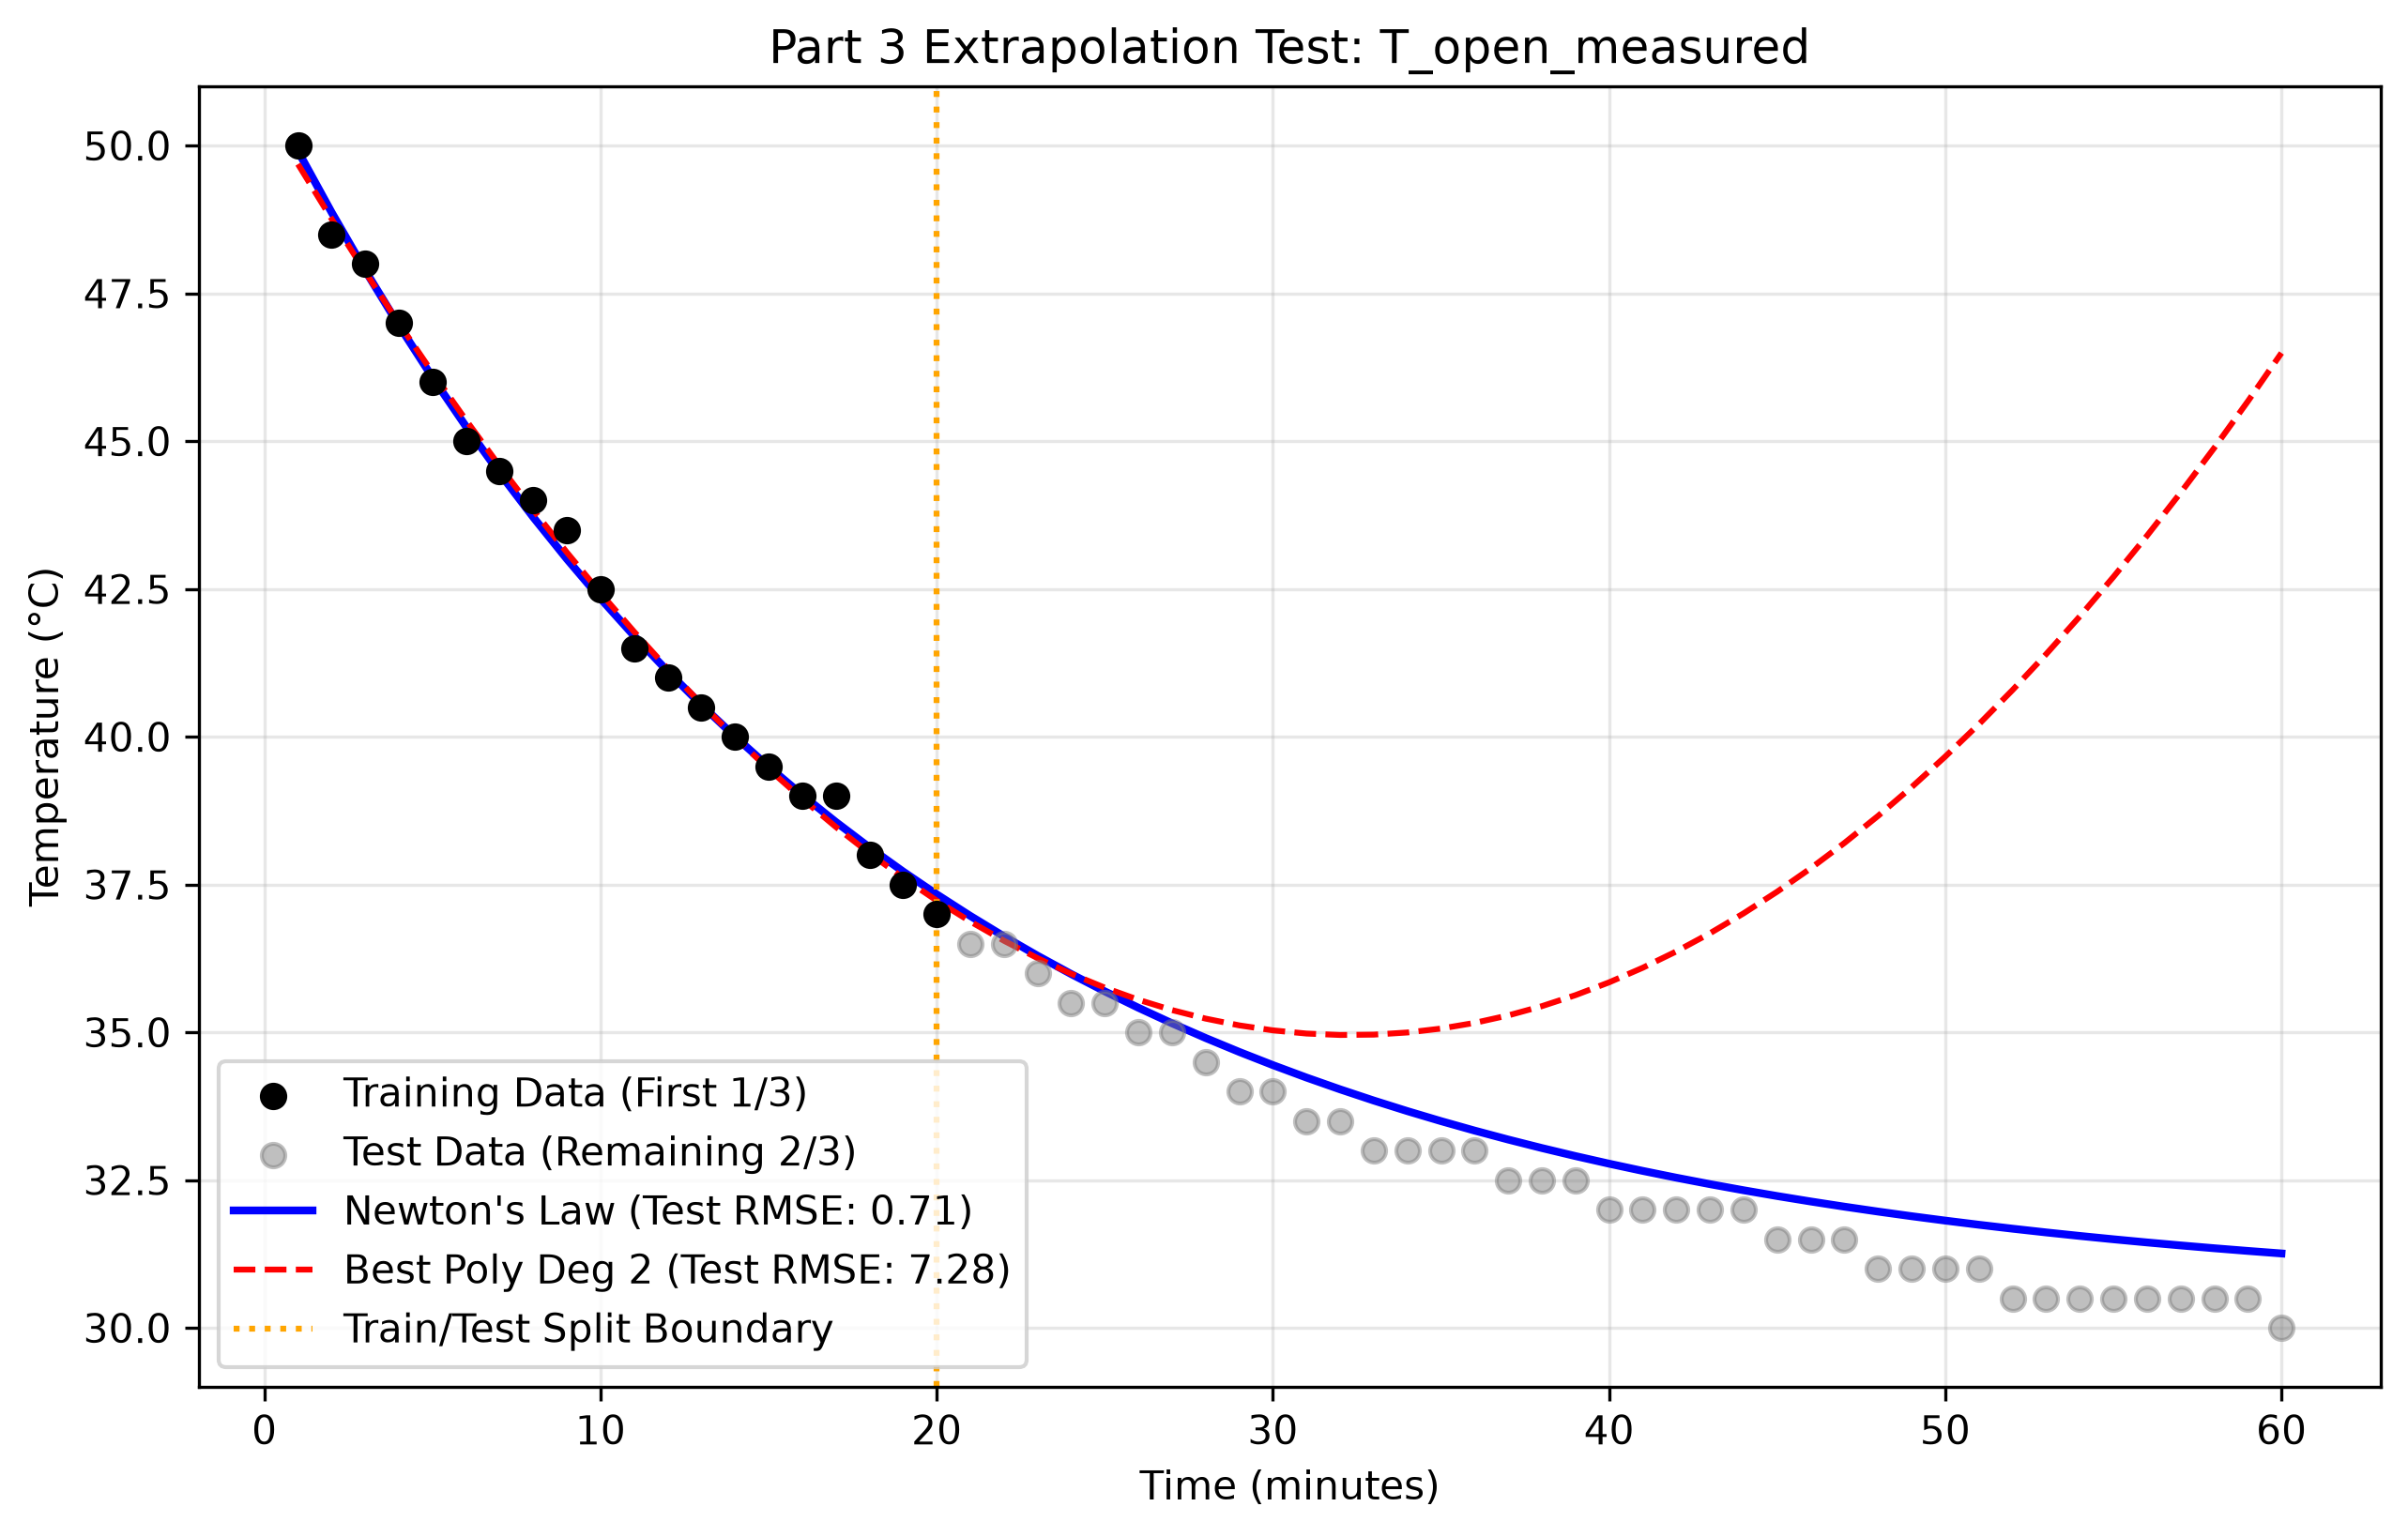 Part 3 Extrapolation Test: T_open_measured
Temperature (°C)
50.0
47.5
45.0
42.5
40.0
37.5
35.0
32.5
30.0
Training Data (First 1/3)
Test Data (Remaining 2/3)
Newton's Law (Test RMSE: 0.71)
Best Poly Deg 2 (Test RMSE: 7.28)
Train/Test Split Boundary
0 10 20 30 40 50 60
Time (minutes)